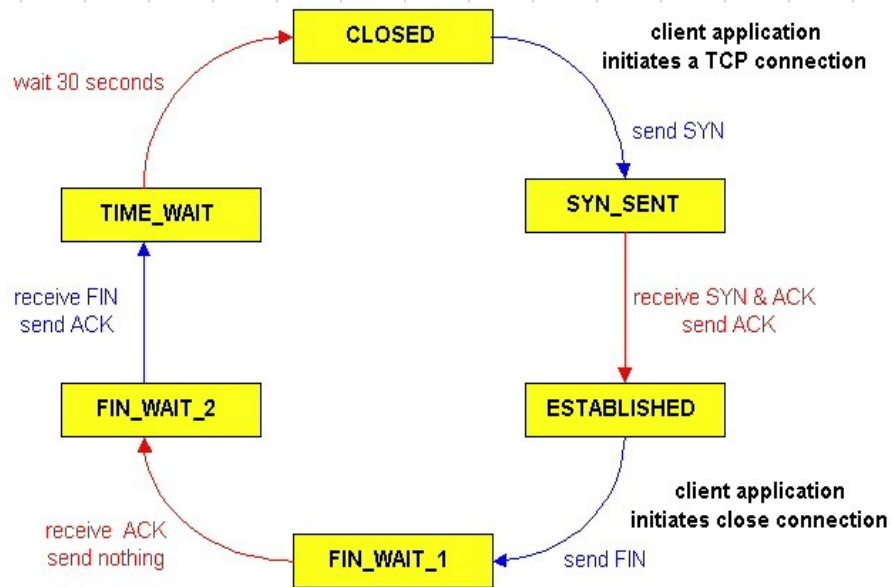 CLOSED
client application
initiates a TCP connection
wait 30 seconds
send SYN
TIME_WAIT
SYN_SENT
receive FIN
send ACK
receive SYN & ACK
send ACK
FIN_WAIT_2
ESTABLISHED
client application
initiates close connection
receive ACK
send nothing
FIN_WAIT_1
send FIN